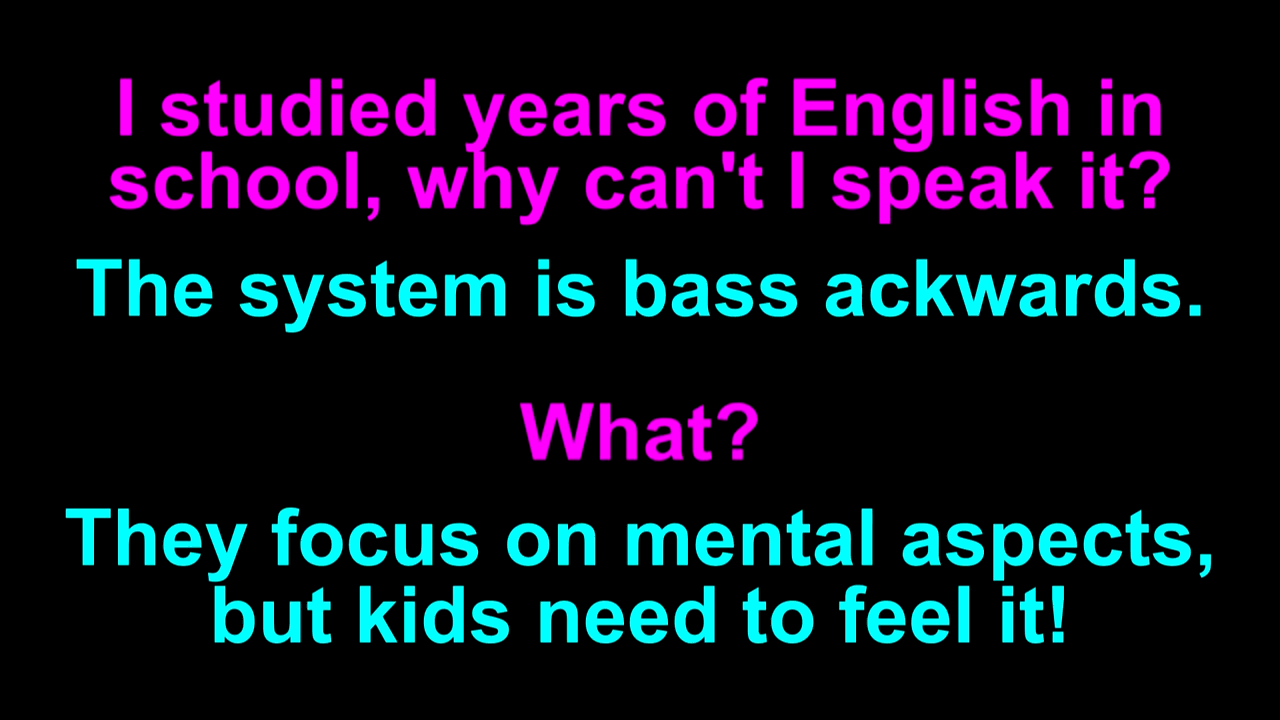 I studied years of English in
school, why can't I speak it?
The system is bass ackwards.
What?
They focus on mental aspects,
but kids need to feel it!